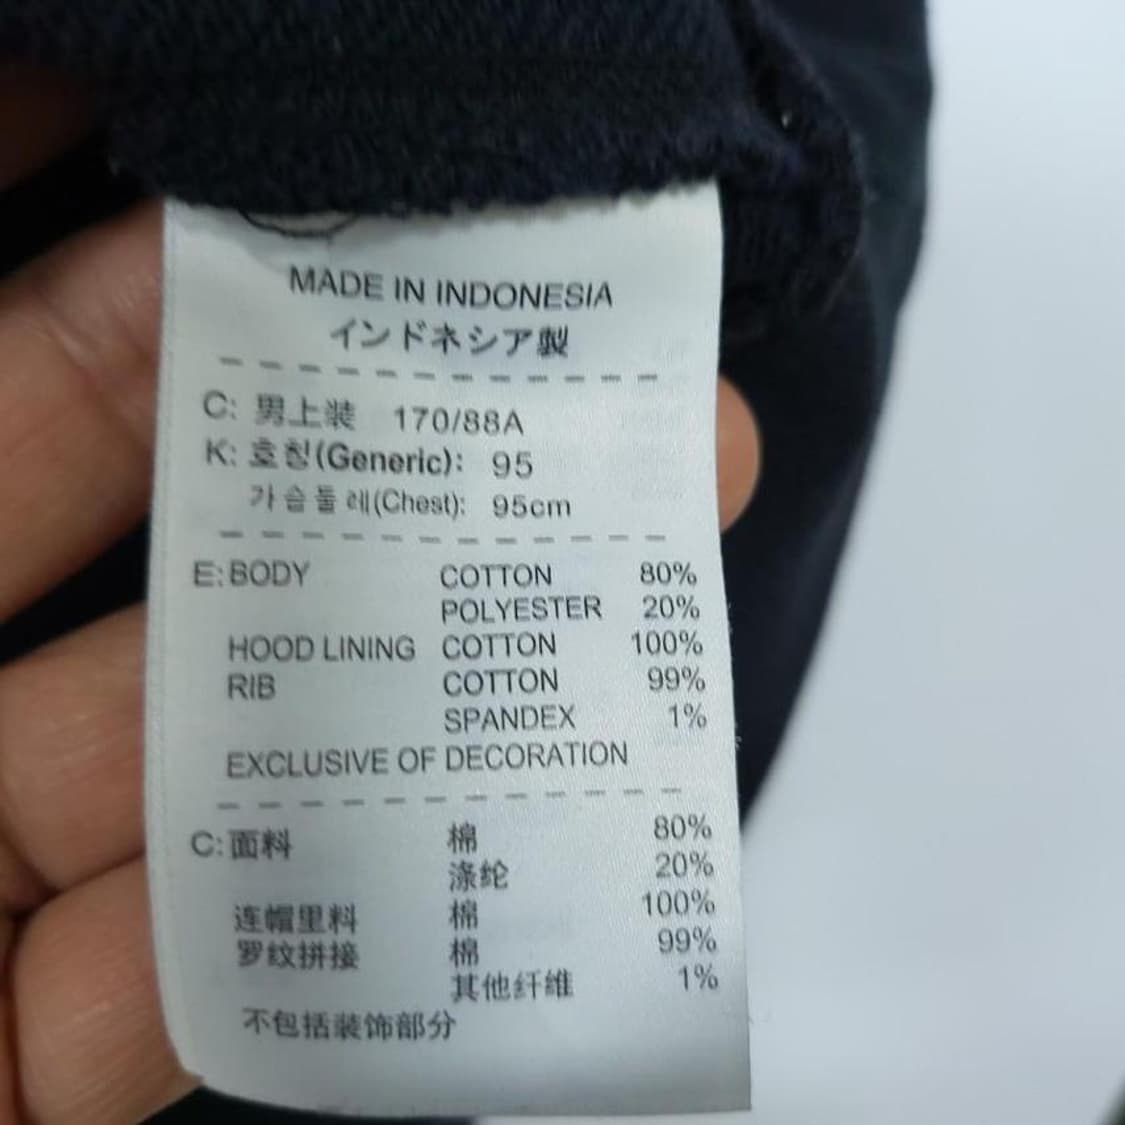 MADE IN INDONESIA
インドネシア製
C: 男上装 170/88A
K: 호칭(Generic): 95
가슴둘레(Chest): 95cm
E: BODY COTTON 80%
POLYESTER 20%
HOOD LINING COTTON 100%
RIB COTTON 99%
SPANDEX 1%
EXCLUSIVE OF DECORATION
C: 面料 棉 80%
涤纶 20%
连帽里料 棉 100%
罗纹拼接 棉 99%
其他纤维 1%
不包括装饰部分